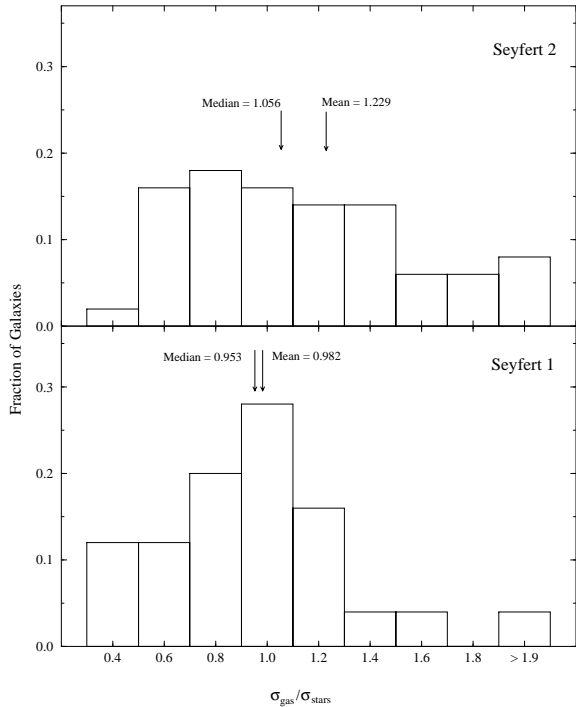 Seyfert 2
Median = 1.056 Mean = 1.229
0.3
0.2
0.1
0.0
Seyfert 1
Median = 0.953 Mean = 0.982
0.3
0.2
0.1
0.0
Fraction of Galaxies
0.4 0.6 0.8 1.0 1.2 1.4 1.6 1.8 > 1.9
σgas/σstars